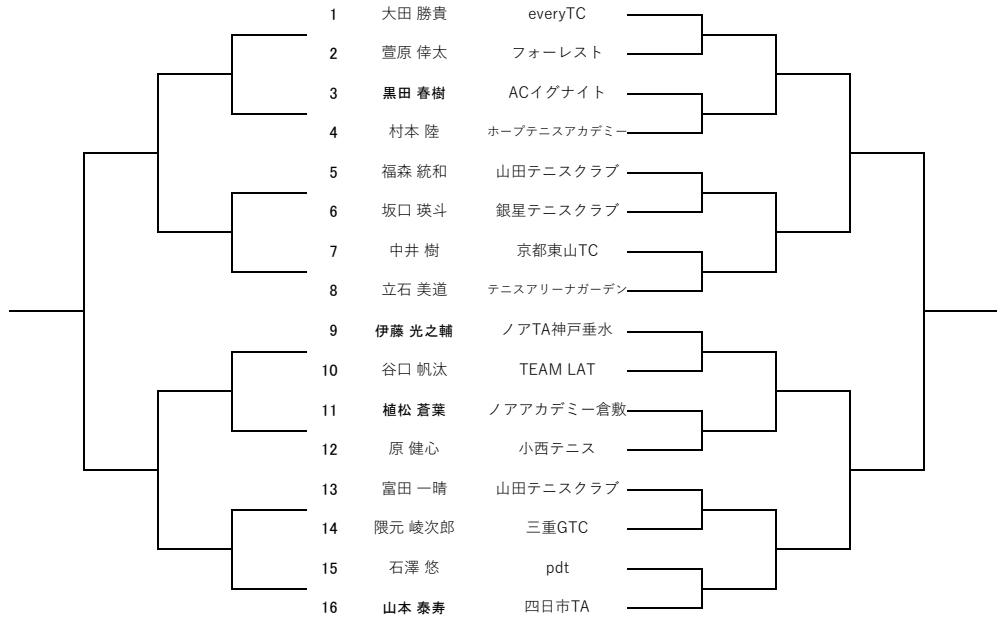 1 大田 勝貴 everyTC
2 萱原 倖太 フォーレスト
3 黒田 春樹 ACイグナイト
4 村本 陸 ホープテニスアカデミー
5 福森 統和 山田テニスクラブ
6 坂口 瑛斗 銀星テニスクラブ
7 中井 樹 京都東山TC
8 立石 美道 テニスアリーナガーデン
9 伊藤 光之輔 ノアTA神戸垂水
10 谷口 帆汰 TEAM LAT
11 植松 蒼葉 ノアアカデミー倉敷
12 原 健心 小西テニス
13 富田 一晴 山田テニスクラブ
14 隈元 崚次郎 三重GTC
15 石澤 悠 pdt
16 山本 泰寿 四日市TA